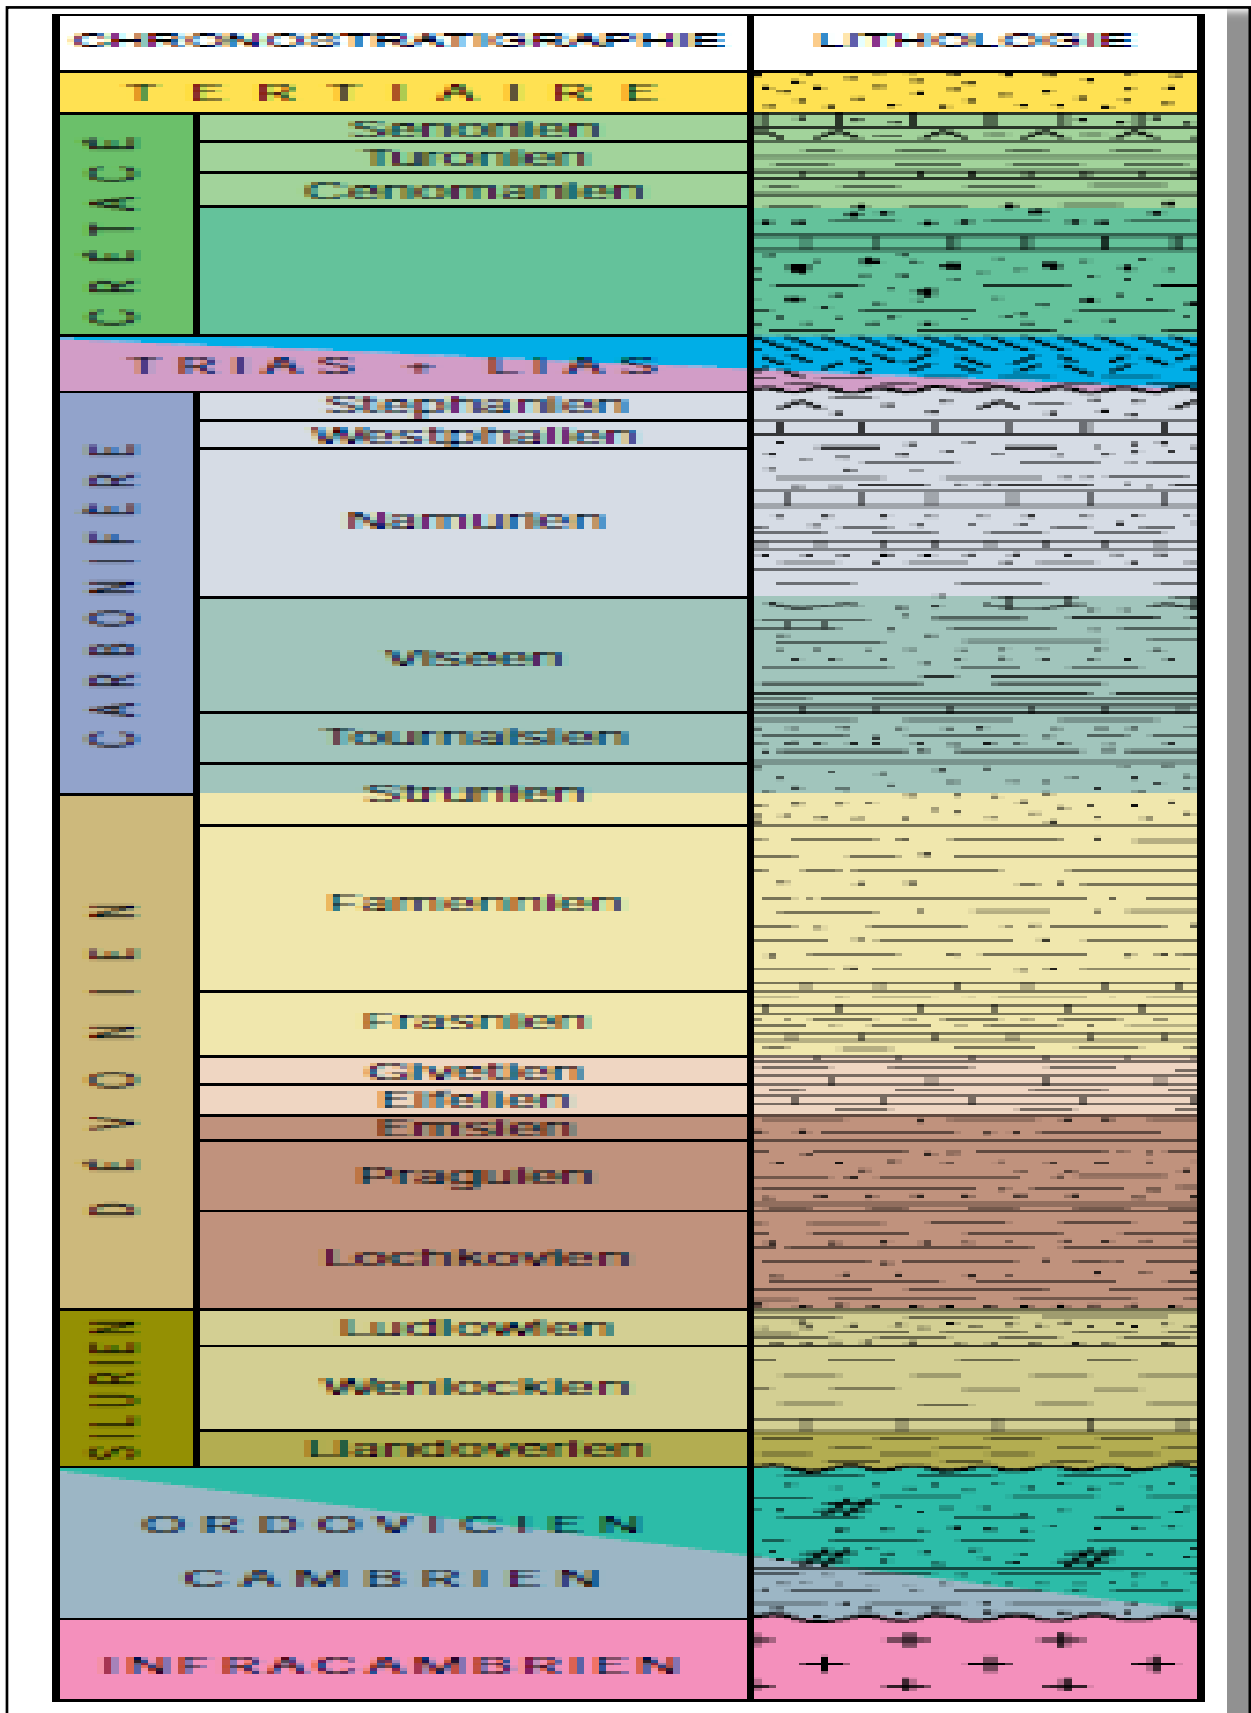 CHRONOSTRATIGRAPHIE
LITHOLOGIE
TERTIAIRE
CRETACE
Senonien
Turonien
Cenomanien
TRIAS + LIAS
CARBONIFERE
Stephanien
Westphalien
Namurien
Viseen
Tournaisien
Strunien
DEVONIEN
Famennien
Frasnien
Givetien
Eifelien
Emsien
Praguien
Lochkovien
SILURIEN
Ludlowien
Wenlockien
Llandoverien
ORDOVICIEN
CAMBRIEN
INFRACAMBRIEN